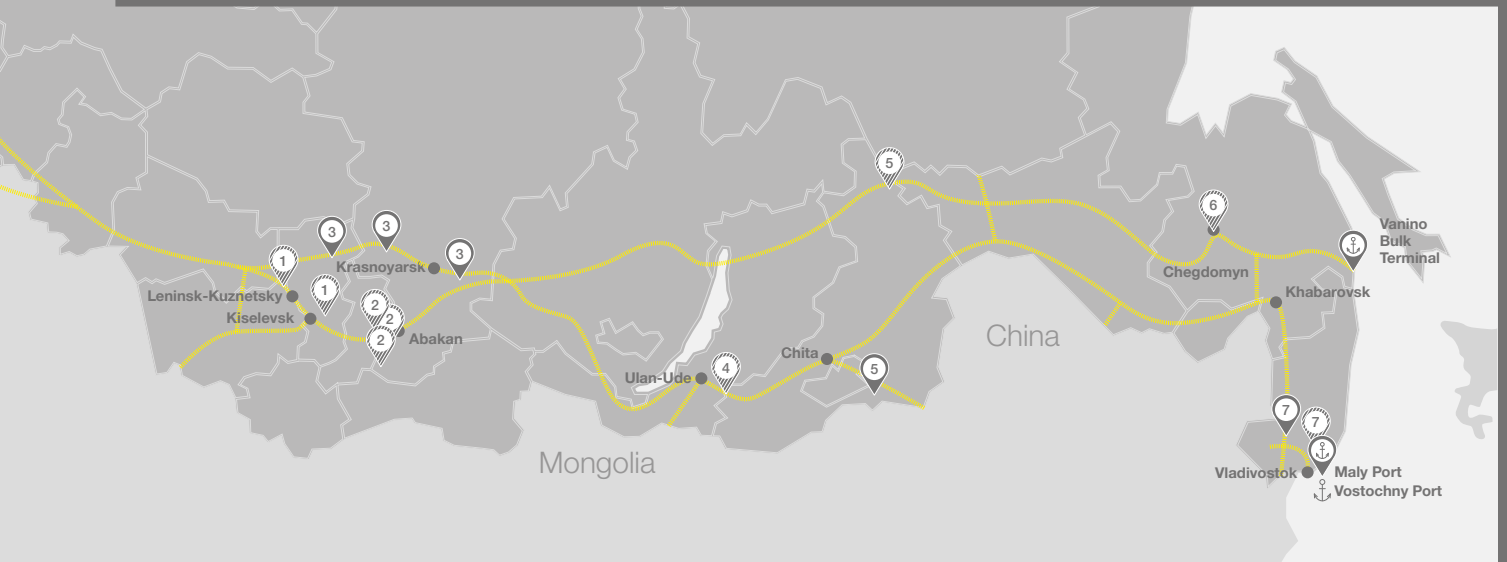 5
6
Vanino
Bulk
Terminal
3
3
3
Krasnoyarsk
1
Chegdomyn
Leninsk-Kuznetsky
1
Khabarovsk
Kiselevsk
2
2
Abakan
2
China
Chita
Ulan-Ude
4
5
7
7
Mongolia
Vladivostok
Maly Port
Vostochny Port